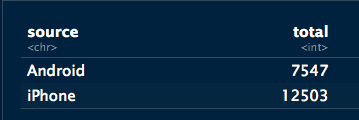 source total
<chr> <int>
Android 7547
iPhone 12503